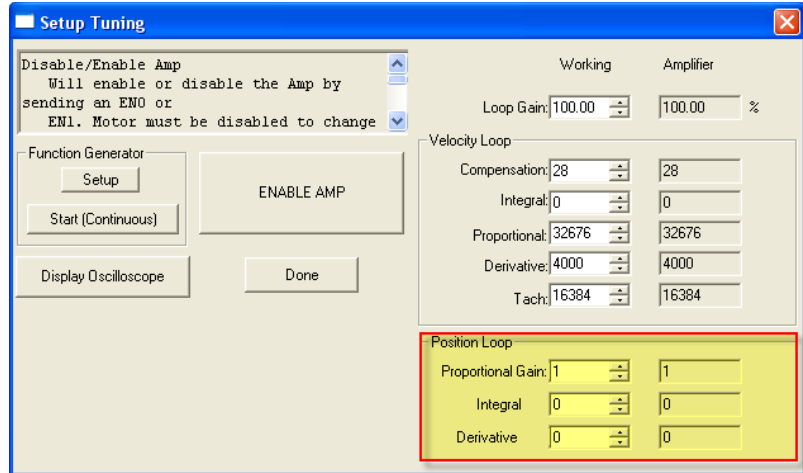 Setup Tuning
Disable/Enable Amp
Will enable or disable the Amp by
sending an EN0 or
EN1. Motor must be disabled to change
Function Generator
Setup
Start (Continuous)
ENABLE AMP
Display Oscilloscope
Done
Working Amplifier
Loop Gain: 100.00 100.00 %
Velocity Loop
Compensation: 28 28
Integral: 0 0
Proportional: 32676 32676
Derivative: 4000 4000
Tach: 16384 16384
Position Loop
Proportional Gain: 1 1
Integral 0 0
Derivative 0 0